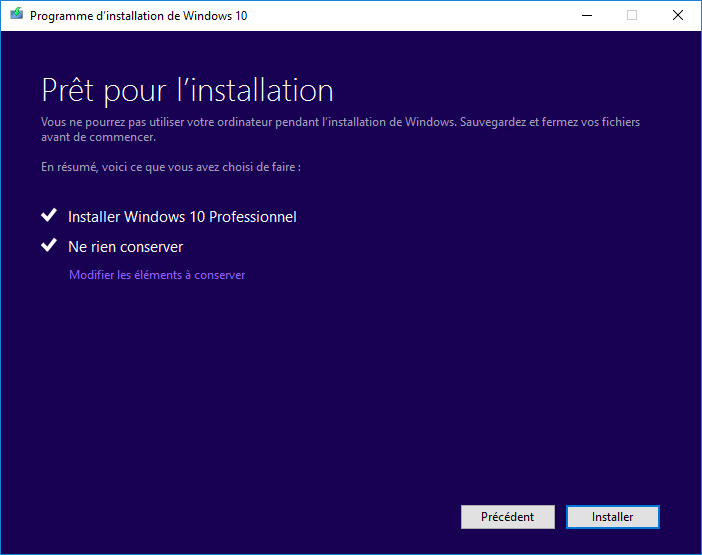 Programme d’installation de Windows 10
Prêt pour l’installation
Vous ne pourrez pas utiliser votre ordinateur pendant l’installation de Windows. Sauvegardez et fermez vos fichiers
avant de commencer.
En résumé, voici ce que vous avez choisi de faire :
Installer Windows 10 Professionnel
Ne rien conserver
Modifier les éléments à conserver
Précédent
Installer